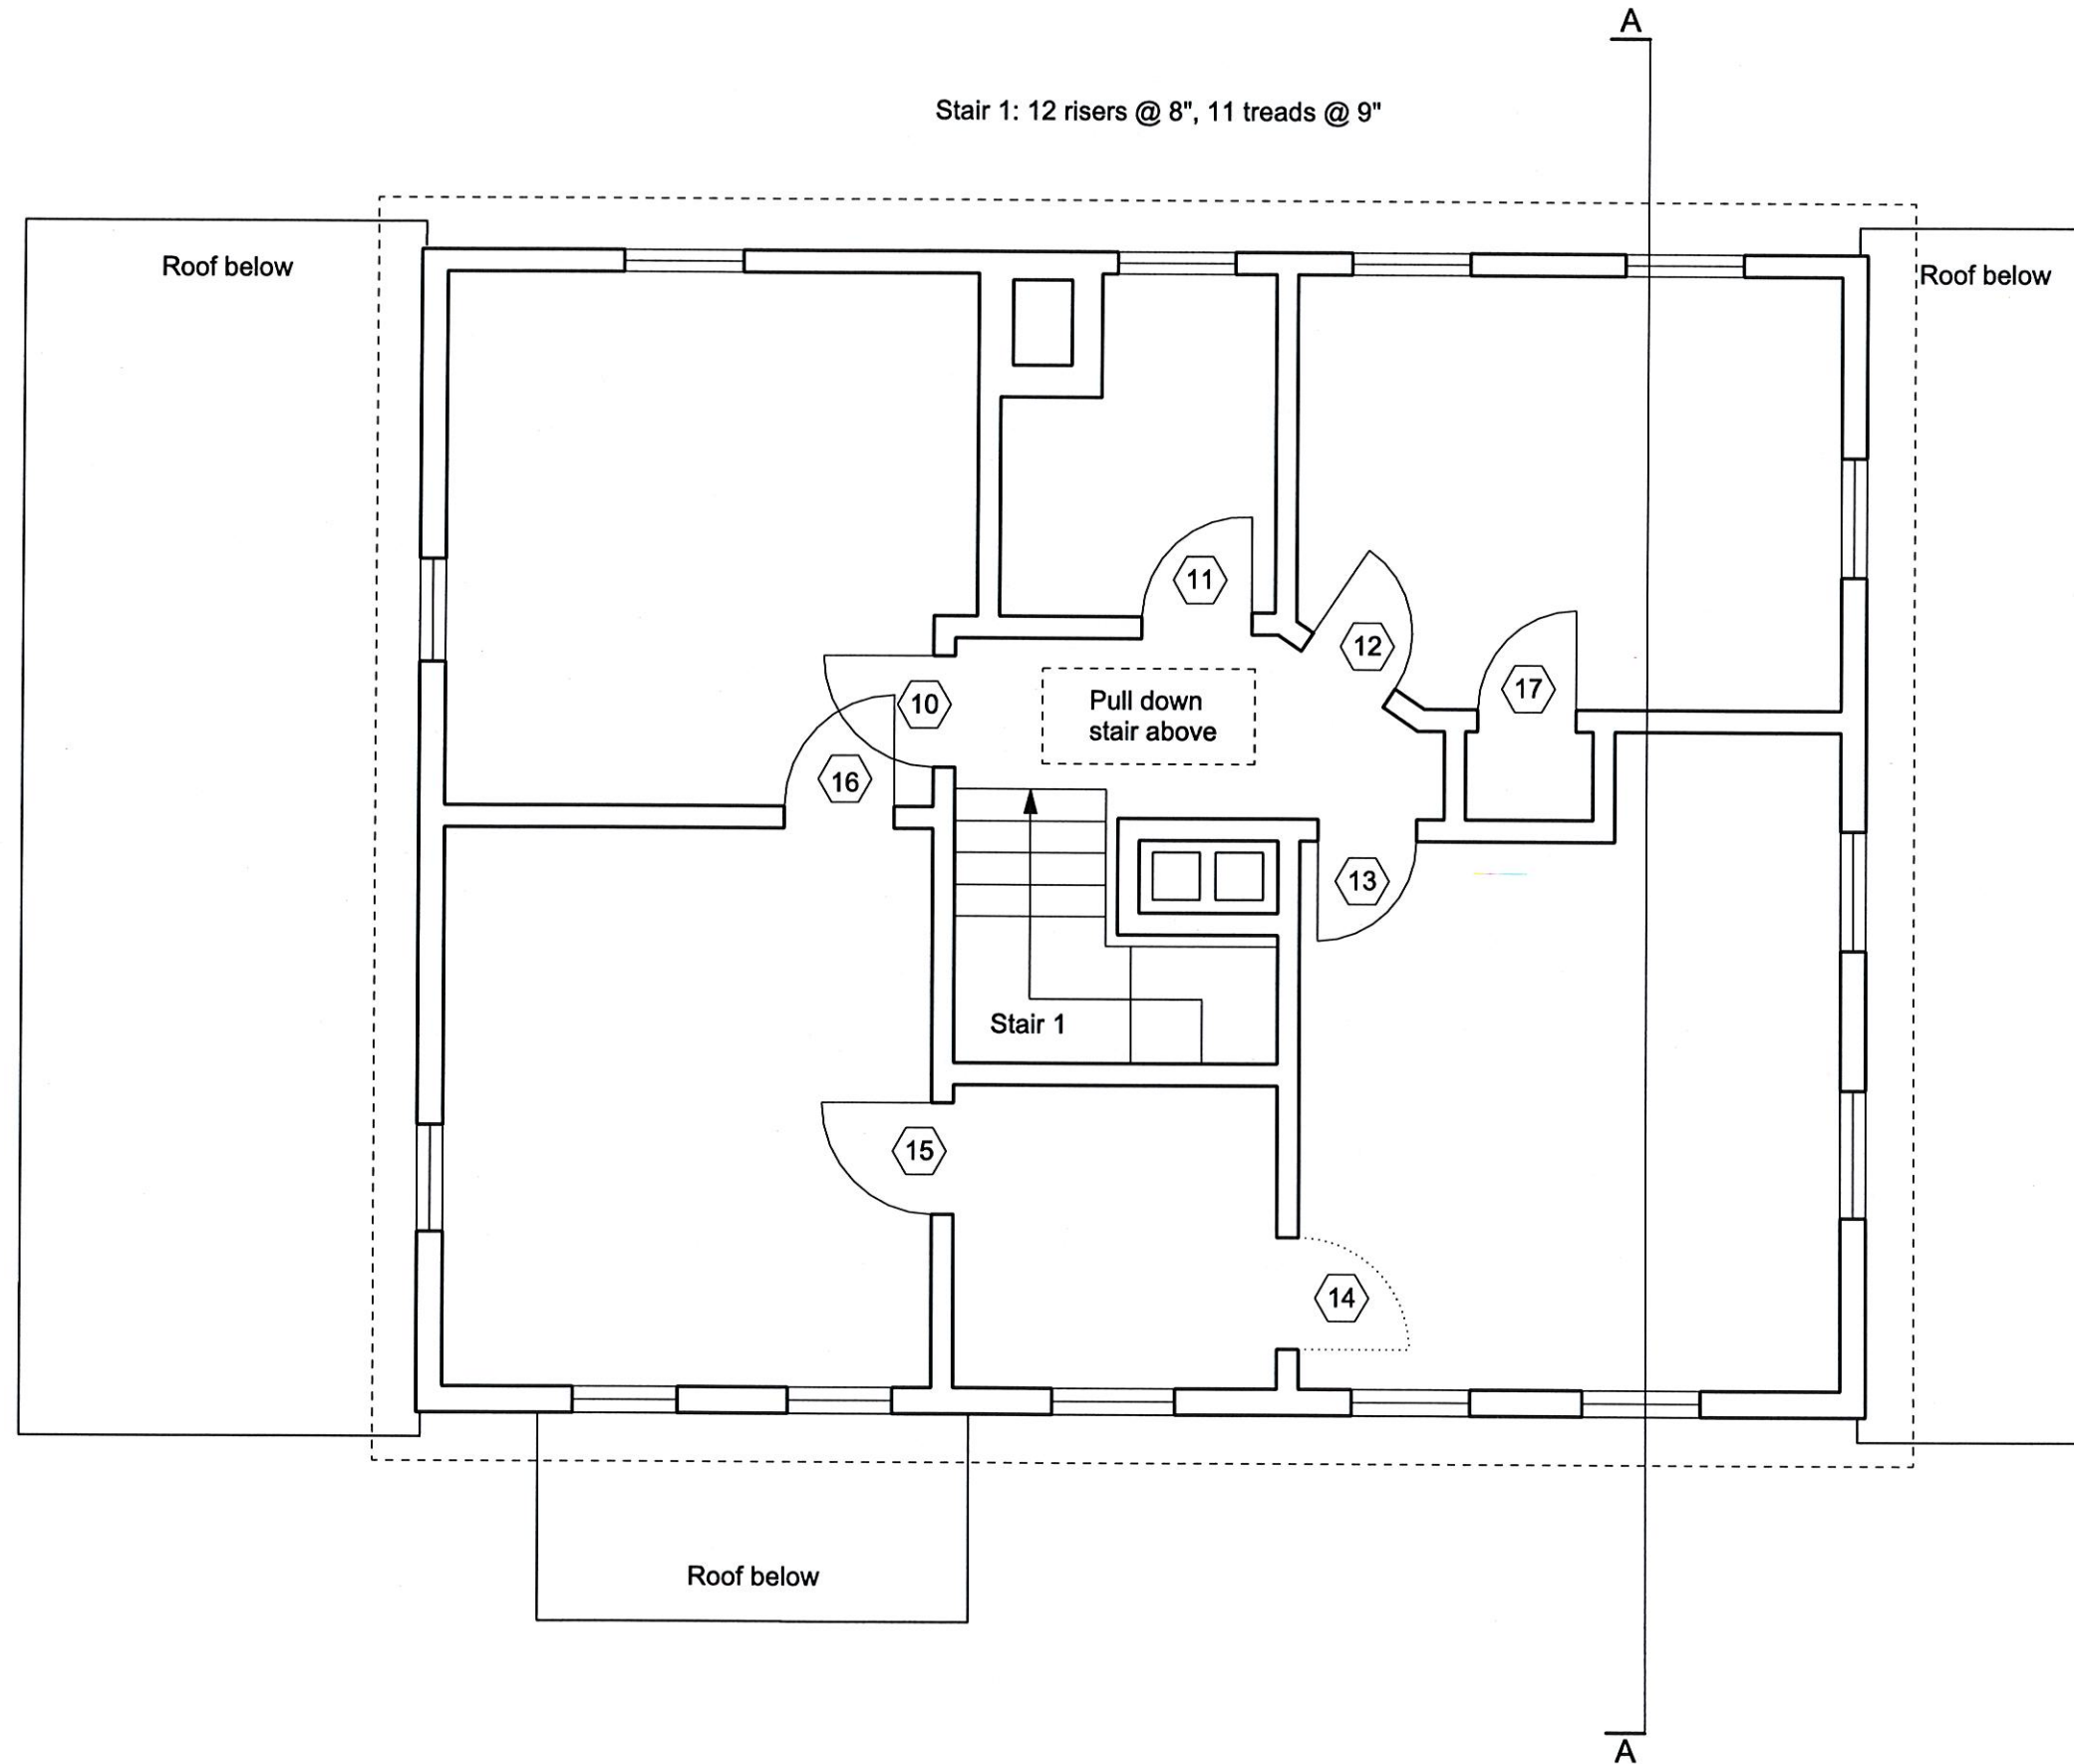 A
Stair 1: 12 risers @ 8", 11 treads @ 9"
Roof below
Roof below
11
12
17
10
Pull down
stair above
16
13
Stair 1
15
14
Roof below
A